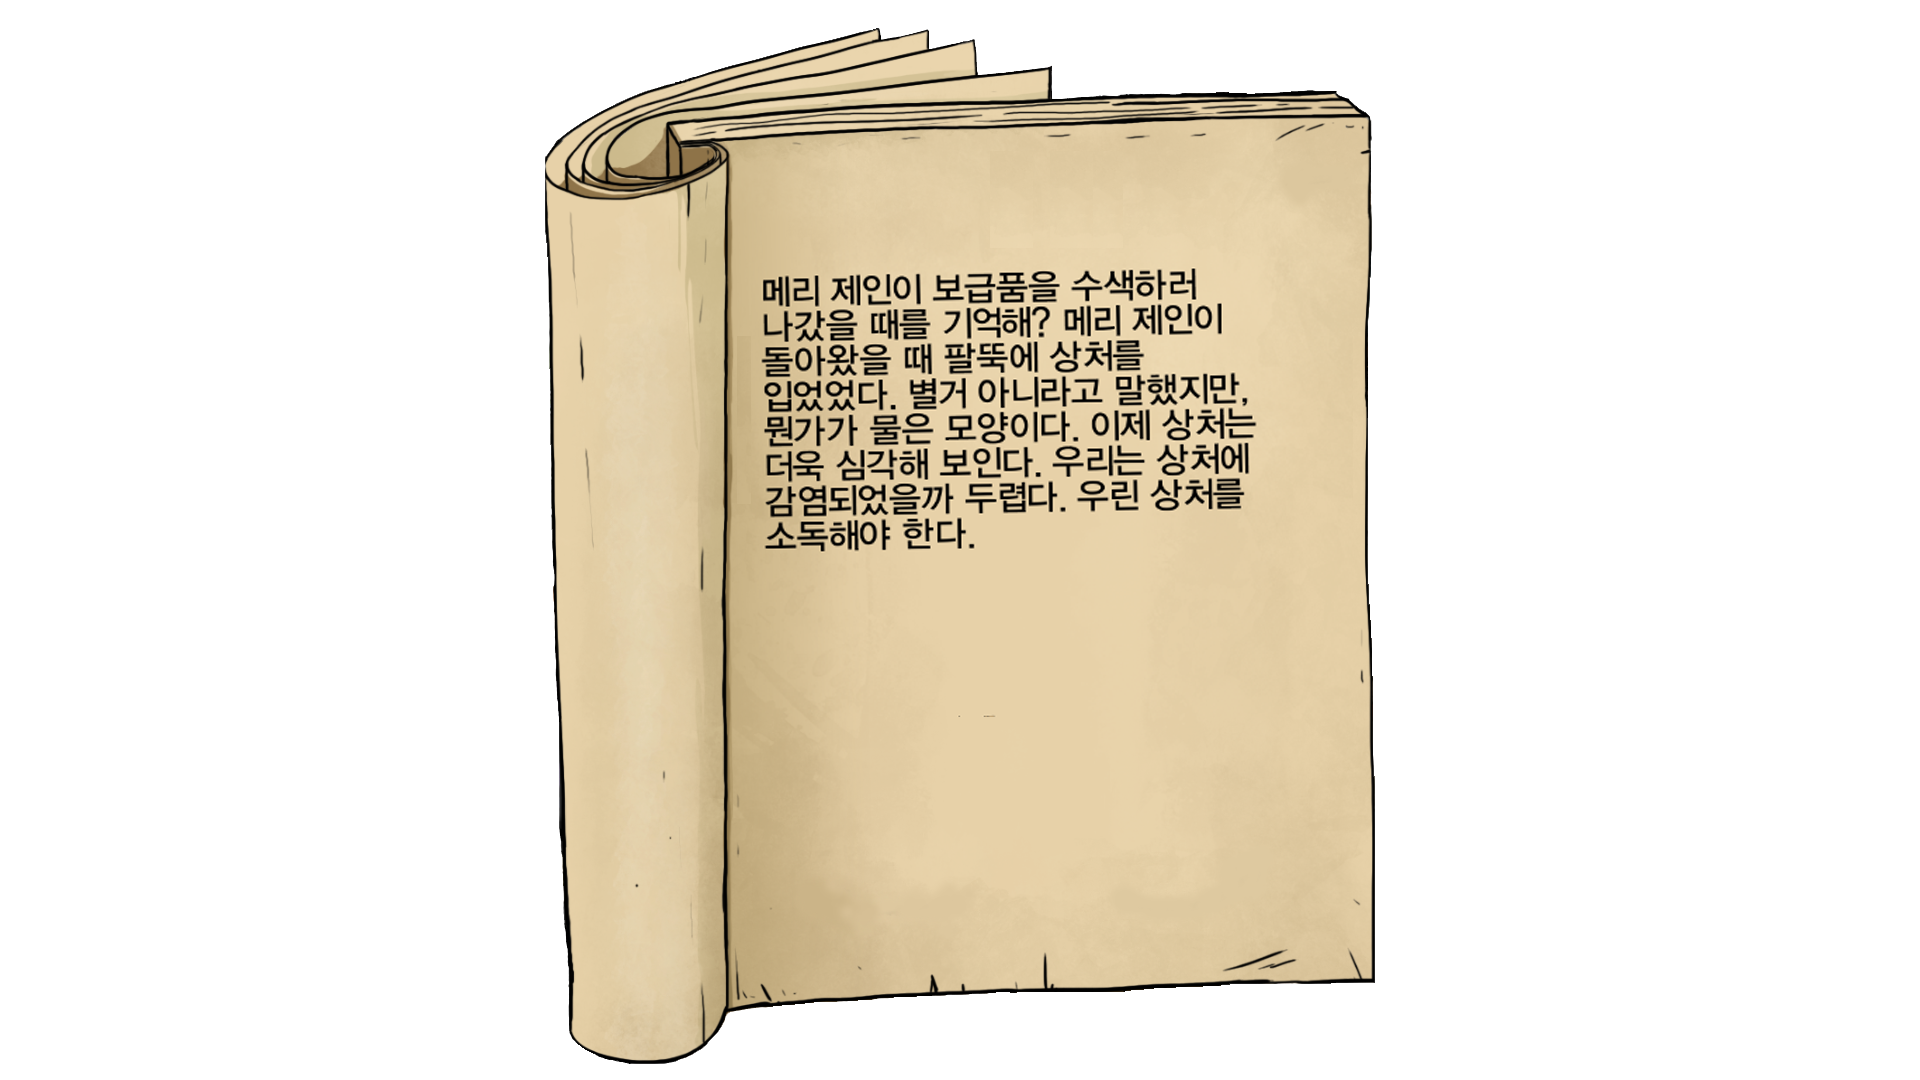 메리 제인이 보급품을 수색하러
나갔을 때를 기억해? 메리 제인이
돌아왔을 때 팔뚝에 상처를
입었었다. 별거 아니라고 말했지만,
뭔가가 물은 모양이다. 이제 상처는
더욱 심각해 보인다. 우리는 상처에
감염되었을까 두렵다. 우린 상처를
소독해야 한다.